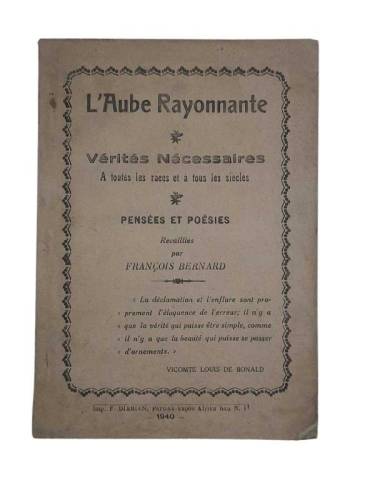 L'Aube Rayonnante
Vérités Nécessaires
A toutes les races et a tous les siècles
PENSÉES ET POÉSIES
Recuillies
par
FRANÇOIS BERNARD
« La déclamation et l'enflure sont pro-
« prement l'éloquence de l'erreur; il n'y a
« que la vérité qui puisse être simple, comme
« il n'y a que la beauté qui puisse se passer
« d'ornements. »
VICOMTE LOUIS DE BONALD
Imp. F.
— 1940 —